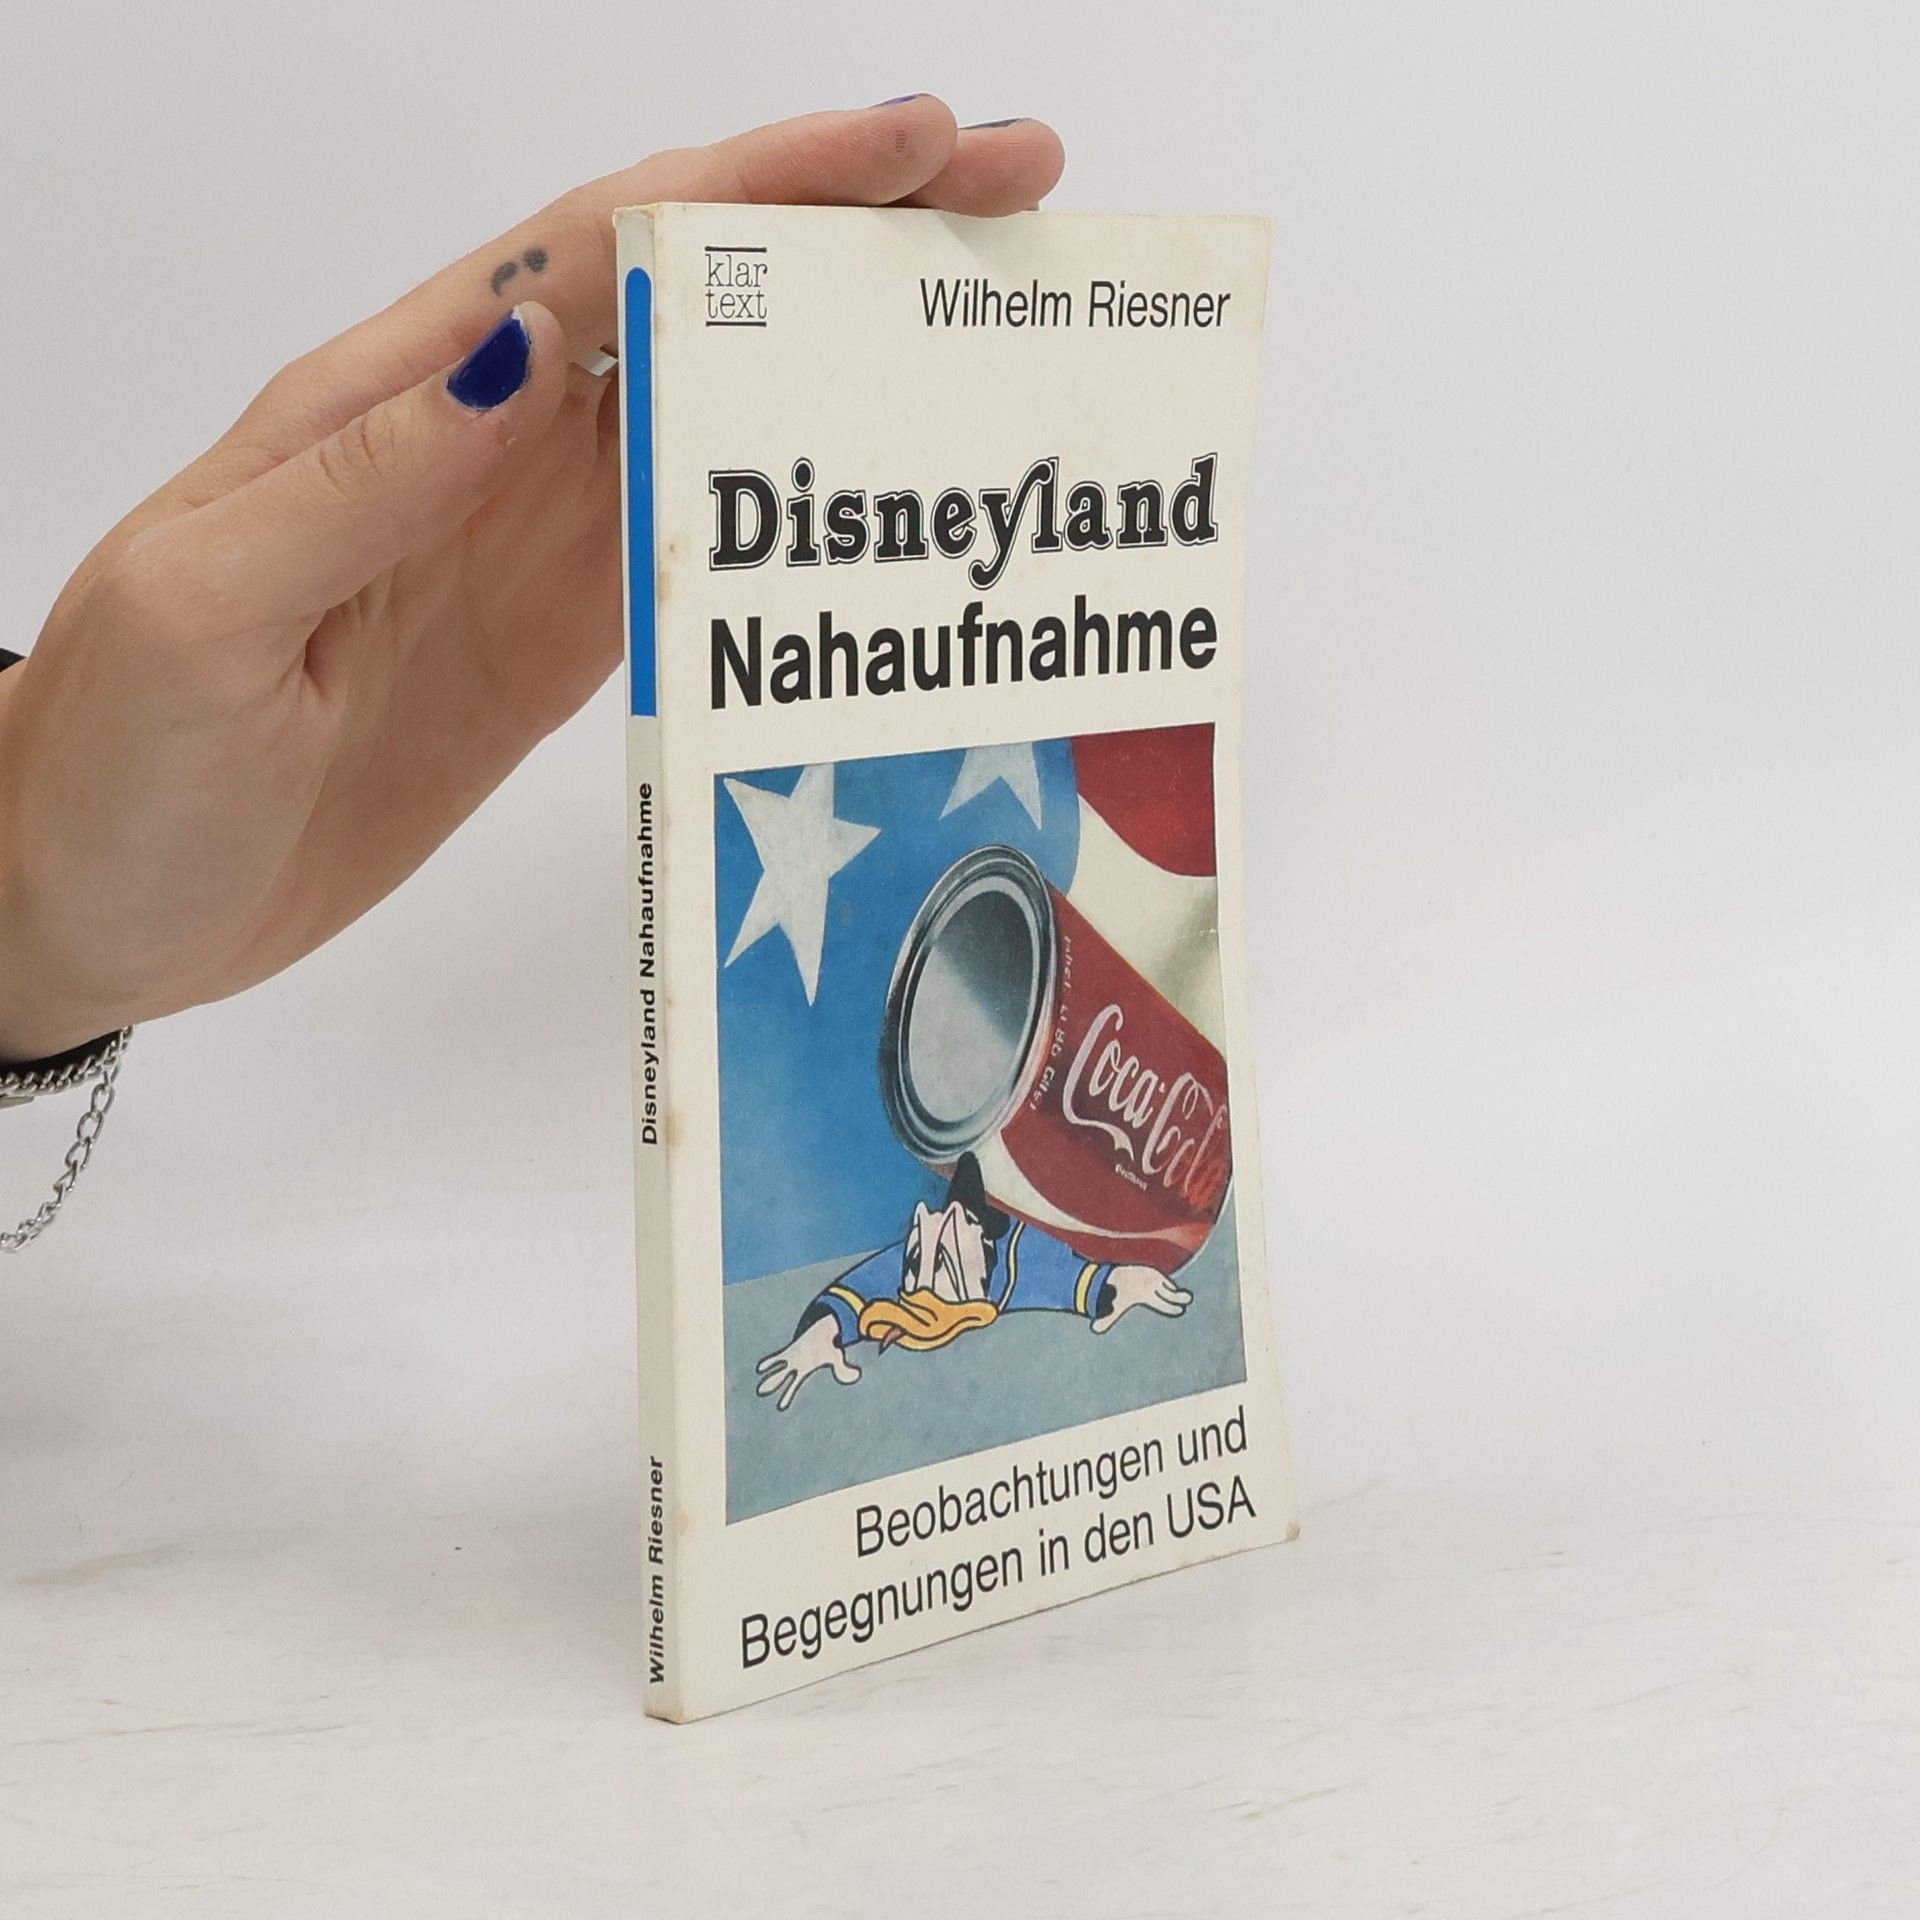 klar
text
Wilhelm Riesner
Disneyland
Nahaufnahme
Coca-Cola
Beobachtungen und
Begegnungen in den USA
Disneyland Nahaufnahme
Wilhelm Riesner